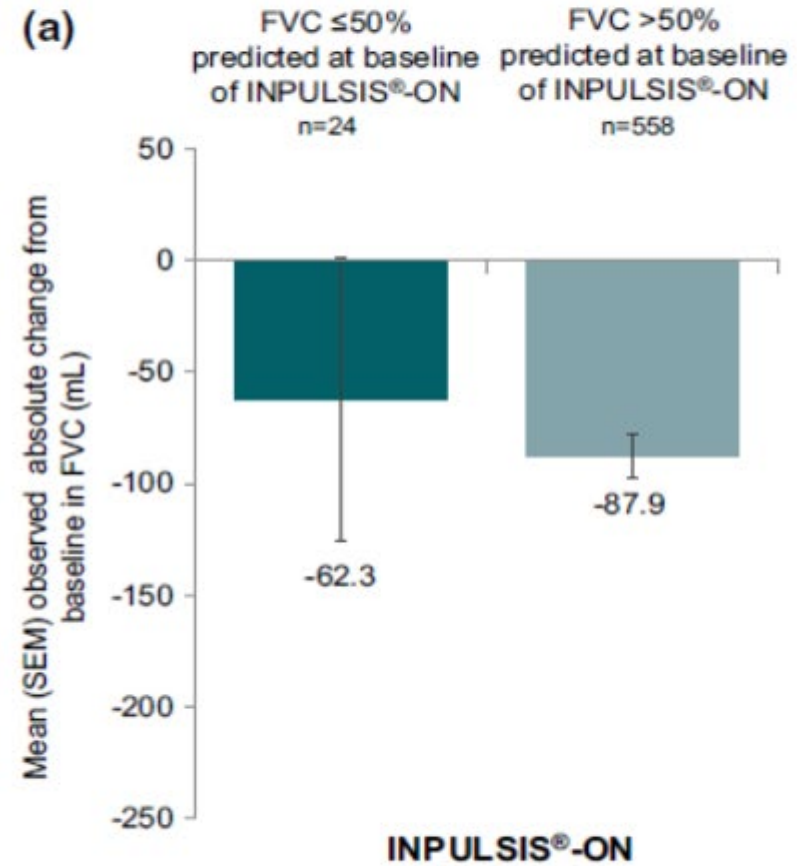 (a)
FVC ≤50%
predicted at baseline
of INPULSIS®-ON
n=24
FVC >50%
predicted at baseline
of INPULSIS®-ON
n=558
Mean (SEM) observed absolute change from
baseline in FVC (mL)
50
0
-50
-100
-150
-200
-250
-62.3
-87.9
INPULSIS®-ON